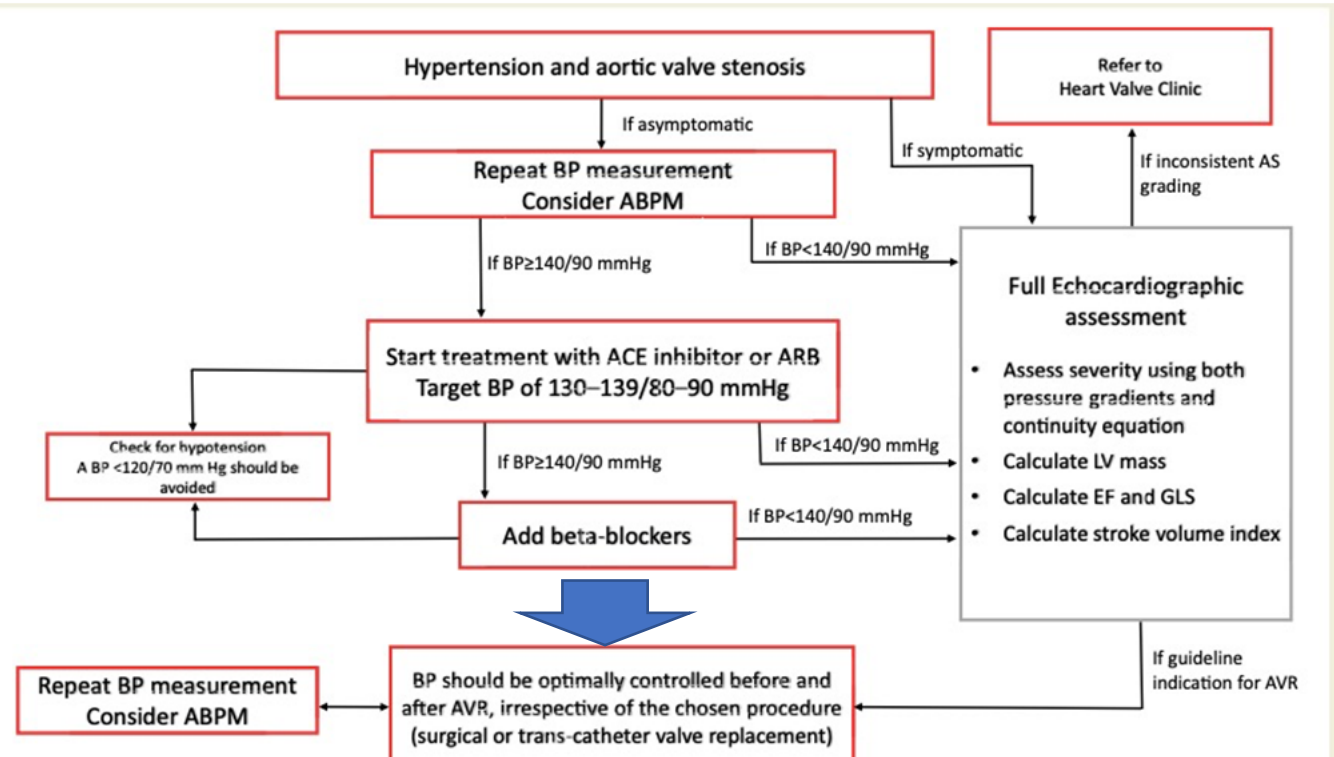 Hypertension and aortic valve stenosis
Refer to
Heart Valve Clinic
If asymptomatic
If symptomatic
If inconsistent AS
grading
Repeat BP measurement
Consider ABPM
If BP≥140/90 mmHg
If BP<140/90 mmHg
Full Echocardiographic
assessment
• Assess severity using both
pressure gradients and
continuity equation
• Calculate LV mass
• Calculate EF and GLS
• Calculate stroke volume index
Start treatment with ACE inhibitor or ARB
Target BP of 130–139/80–90 mmHg
Check for hypotension
A BP <120/70 mm Hg should be
avoided
If BP≥140/90 mmHg
If BP<140/90 mmHg
Add beta-blockers
If BP<140/90 mmHg
If guideline
indication for AVR
Repeat BP measurement
Consider ABPM
BP should be optimally controlled before and
after AVR, irrespective of the chosen procedure
(surgical or trans-catheter valve replacement)